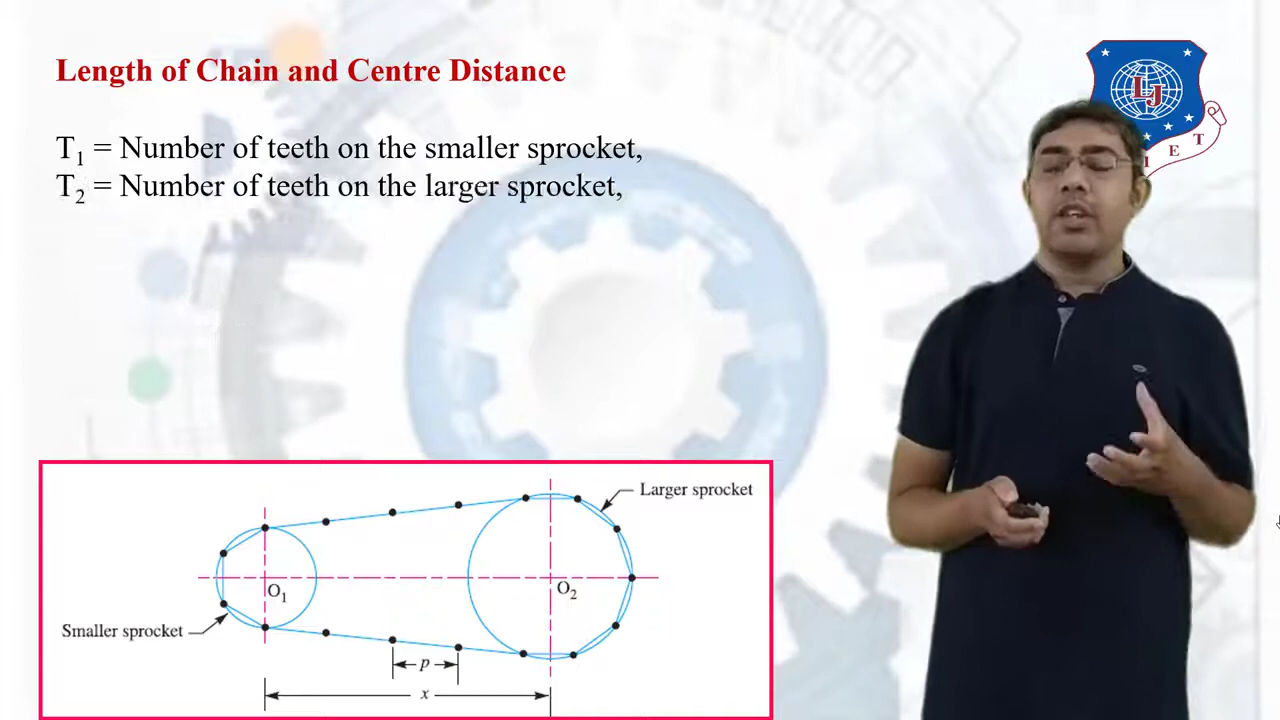 Length of Chain and Centre Distance
LJ
I E T
T₁ = Number of teeth on the smaller sprocket,
T₂ = Number of teeth on the larger sprocket,
Larger sprocket
O₁
O₂
Smaller sprocket
p
x